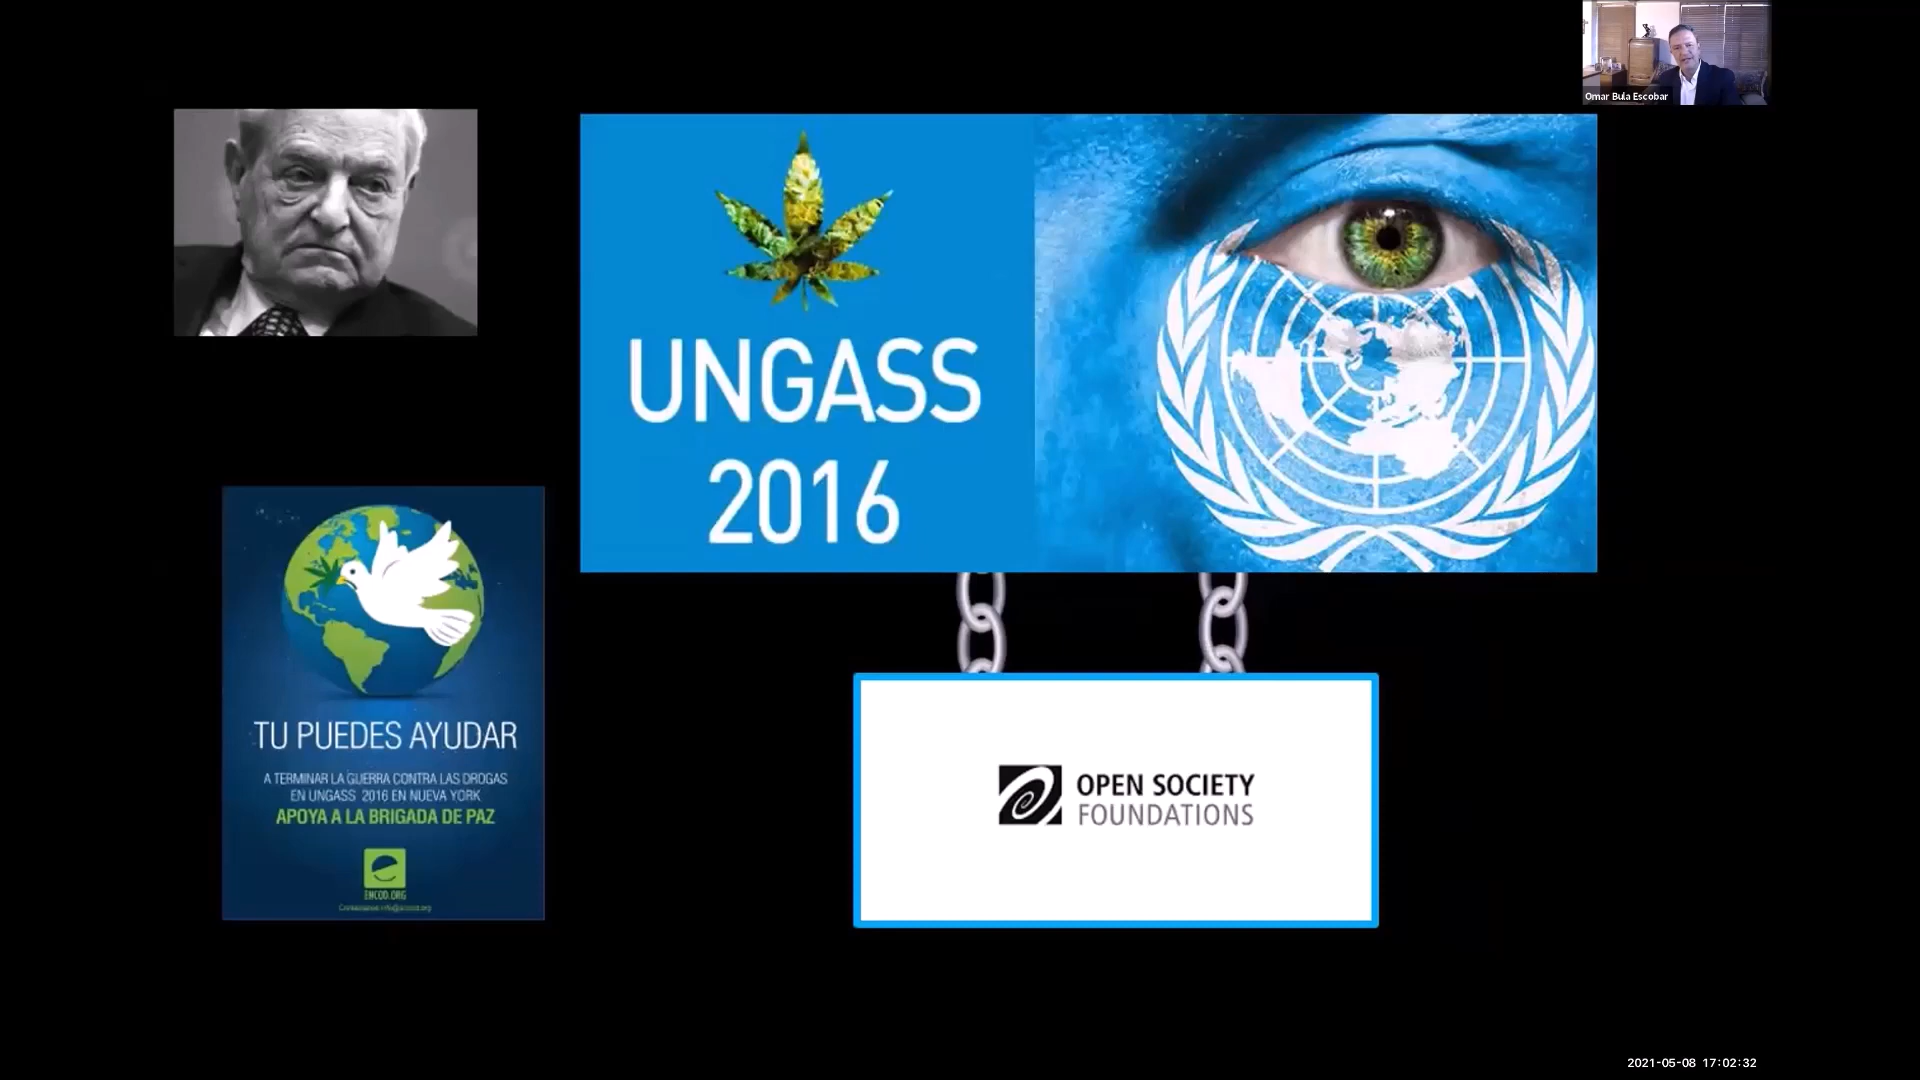 Omar Bula Escobar
UNGASS
2016
TU PUEDES AYUDAR
A TERMINAR LA GUERRA CONTRA LAS DROGAS
EN UNGASS 2016 EN NUEVA YORK
APOYA A LA BRIGADA DE PAZ
ENCOD.ORG
OPEN SOCIETY
FOUNDATIONS
2021-05-08 17:02:32